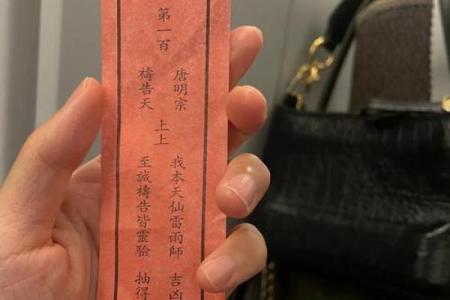 第一百
唐明宗
禱告天
上上
我本天仙雷雨師 吉凶
至誠禱告皆靈驗 抽得